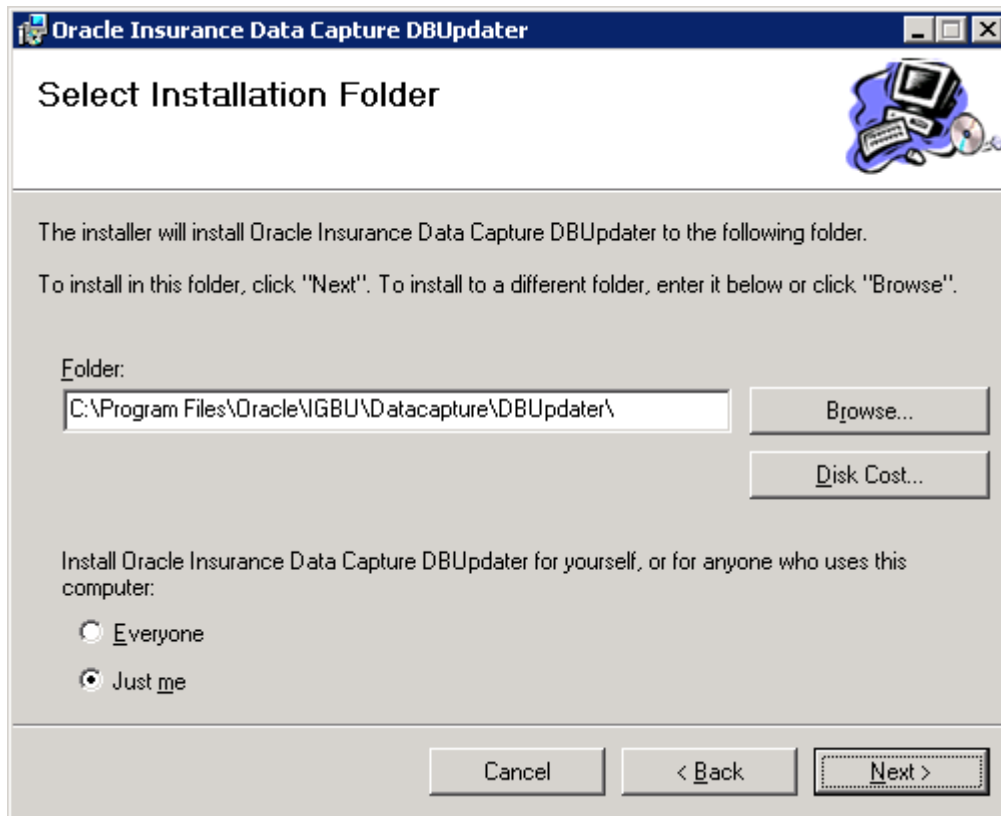 Oracle Insurance Data Capture DBUpdater
Select Installation Folder
The installer will install Oracle Insurance Data Capture DBUpdater to the following folder.
To install in this folder, click "Next". To install to a different folder, enter it below or click "Browse".
Folder:
C:\Program Files\Oracle\IGBU\Datacapture\DBUpdater\
Browse...
Disk Cost...
Install Oracle Insurance Data Capture DBUpdater for yourself, or for anyone who uses this
computer:
Everyone
Just me
Cancel
< Back
Next >